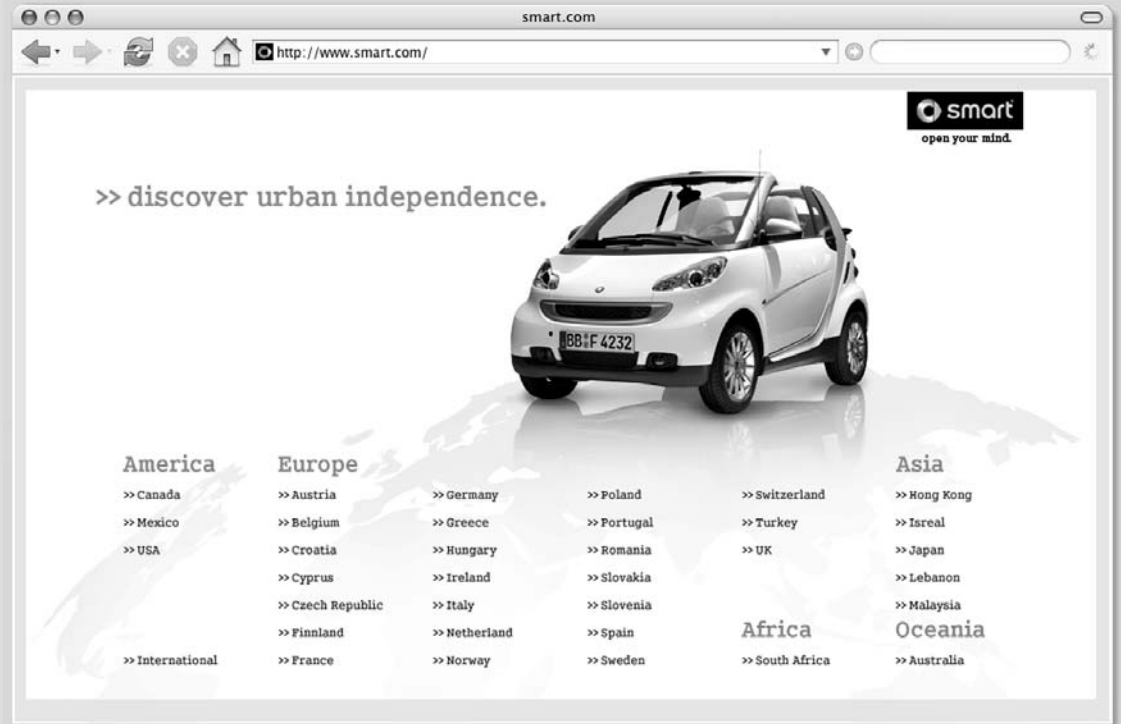 smart.com
http://www.smart.com/
smart
open your mind.
>> discover urban independence.
BB F 4232
America
>> Canada
>> Mexico
>> USA
>> International
Europe
>> Austria
>> Belgium
>> Croatia
>> Cyprus
>> Czech Republic
>> Finnland
>> France
>> Germany
>> Greece
>> Hungary
>> Ireland
>> Italy
>> Netherland
>> Norway
>> Poland
>> Portugal
>> Romania
>> Slovakia
>> Slovenia
>> Spain
>> Sweden
>> Switzerland
>> Turkey
>> UK
Africa
>> South Africa
Asia
>> Hong Kong
>> Isreal
>> Japan
>> Lebanon
>> Malaysia
Oceania
>> Australia